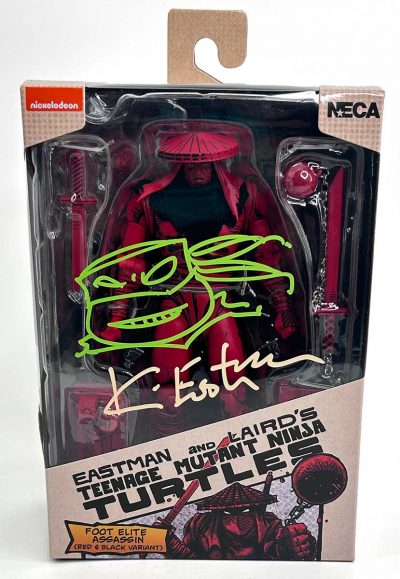 nickelodeon
NECA
K. Eastman
EASTMAN AND LAIRD'S
TEENAGE MUTANT NINJA
TURTLES
FOOT ELITE
ASSASSIN
(RED & BLACK VARIANT)